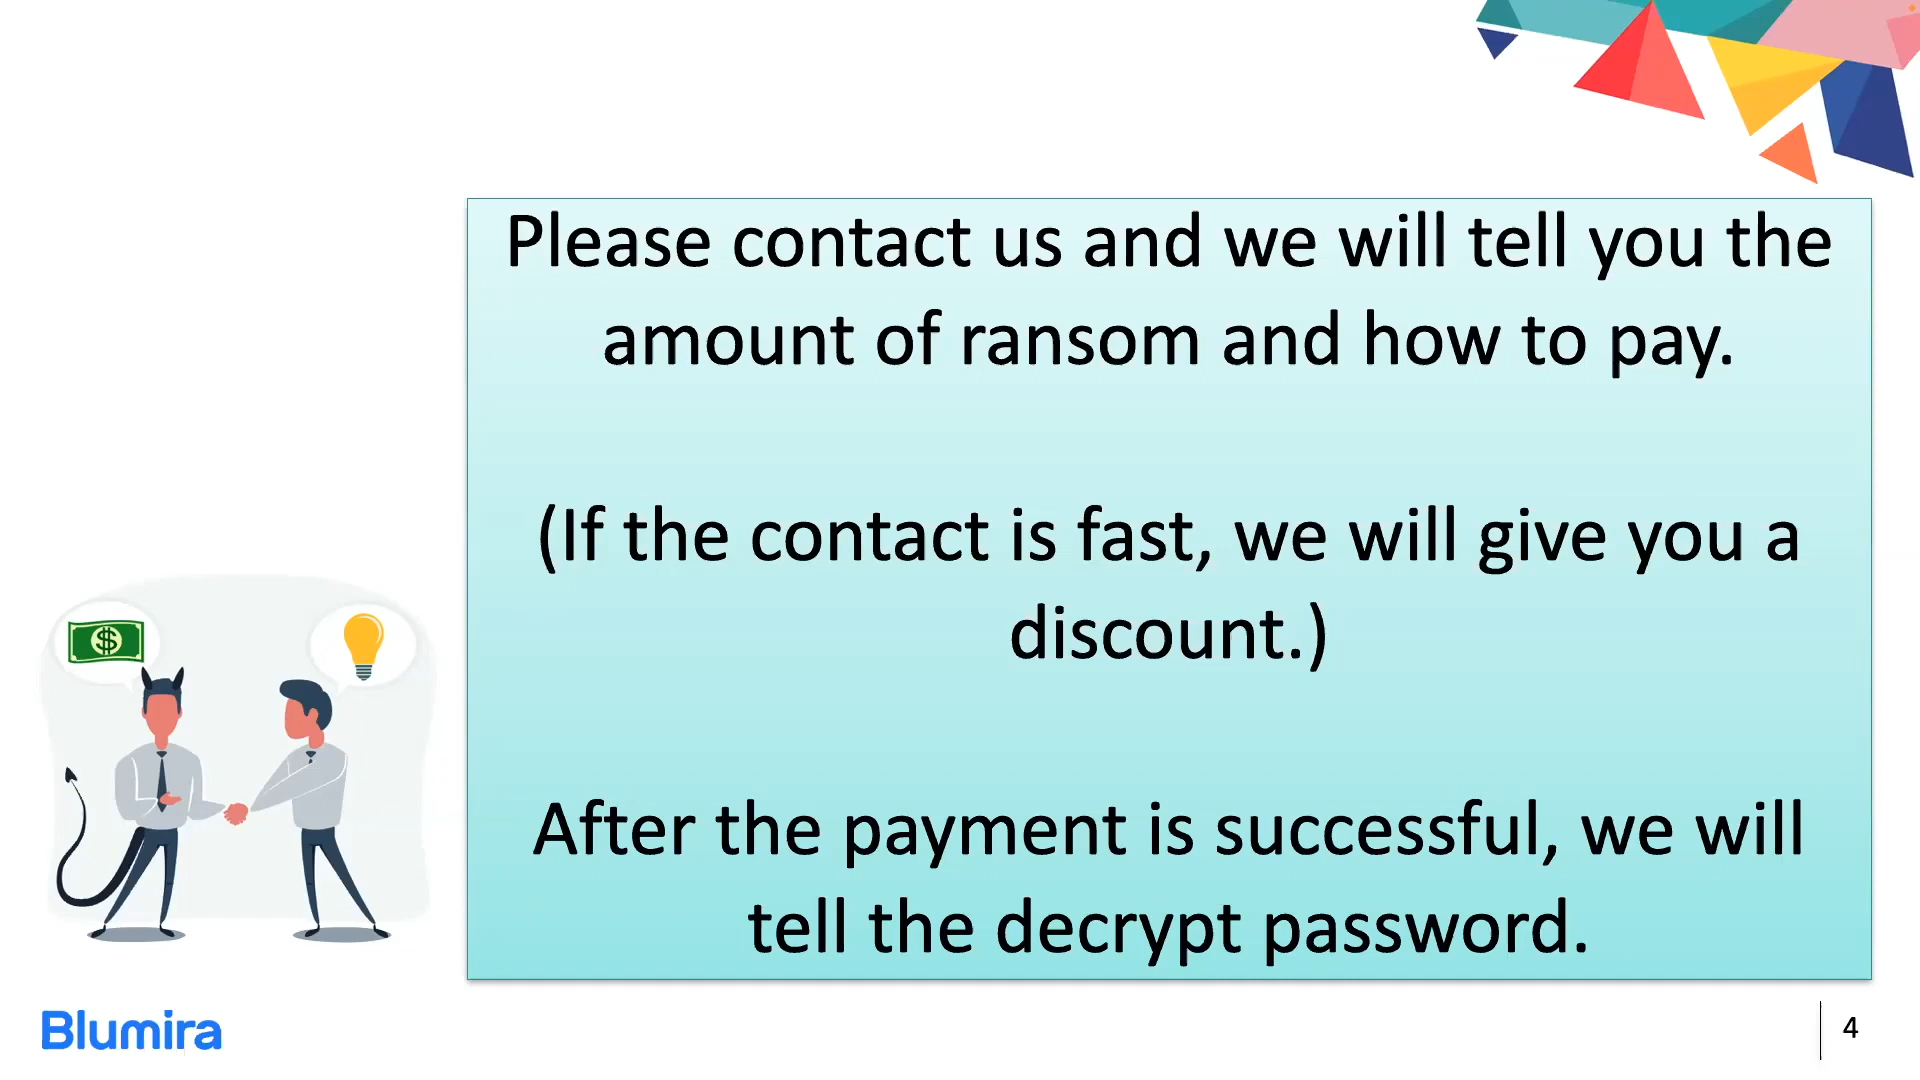 Please contact us and we will tell you the
amount of ransom and how to pay.
(If the contact is fast, we will give you a
discount.)
After the payment is successful, we will
tell the decrypt password.
$
Blumira
4